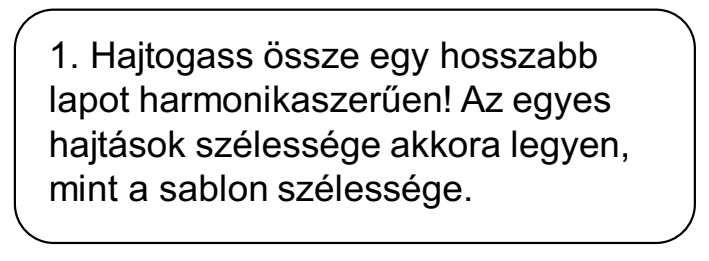 1. Hajtogass össze egy hosszabb
lapot harmonikaszerűen! Az egyes
hajtások szélessége akkora legyen,
mint a sablon szélessége.